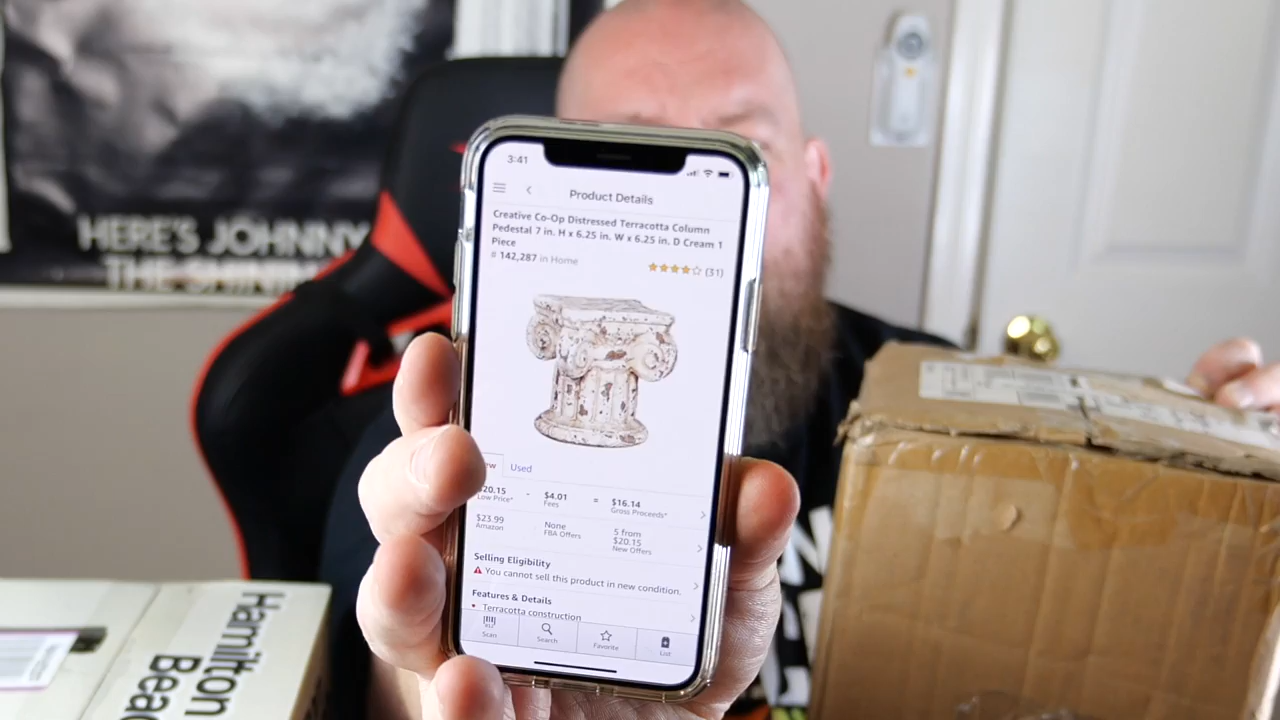 HERE'S JOHNNY
THE SHINING
3:41
Product Details
Creative Co-Op Distressed Terracotta Column
Pedestal 7 in. H x 6.25 in. W x 6.25 in. D Cream 1
Piece
# 142,287 in Home
(31)
Used
$20.15 - $4.01 = $16.14
Low Price* Fees Gross Proceeds*
$23.99 None 5 from
Amazon FBA Offers $20.15
New Offers
Selling Eligibility
You cannot sell this product in new condition.
Features & Details
• Terracotta construction
Scan Search Favorite List
Hamilton
Beac